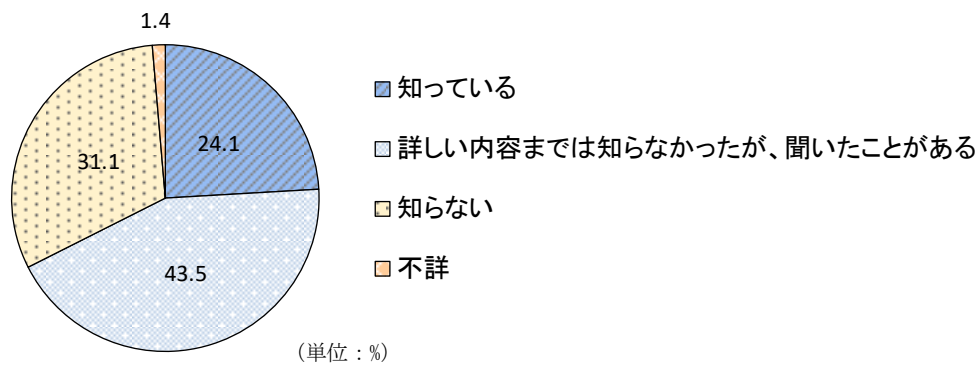 1.4
24.1
31.1
43.5
知っている
詳しい内容までは知らなかったが、聞いたことがある
知らない
不詳
(単位：%)